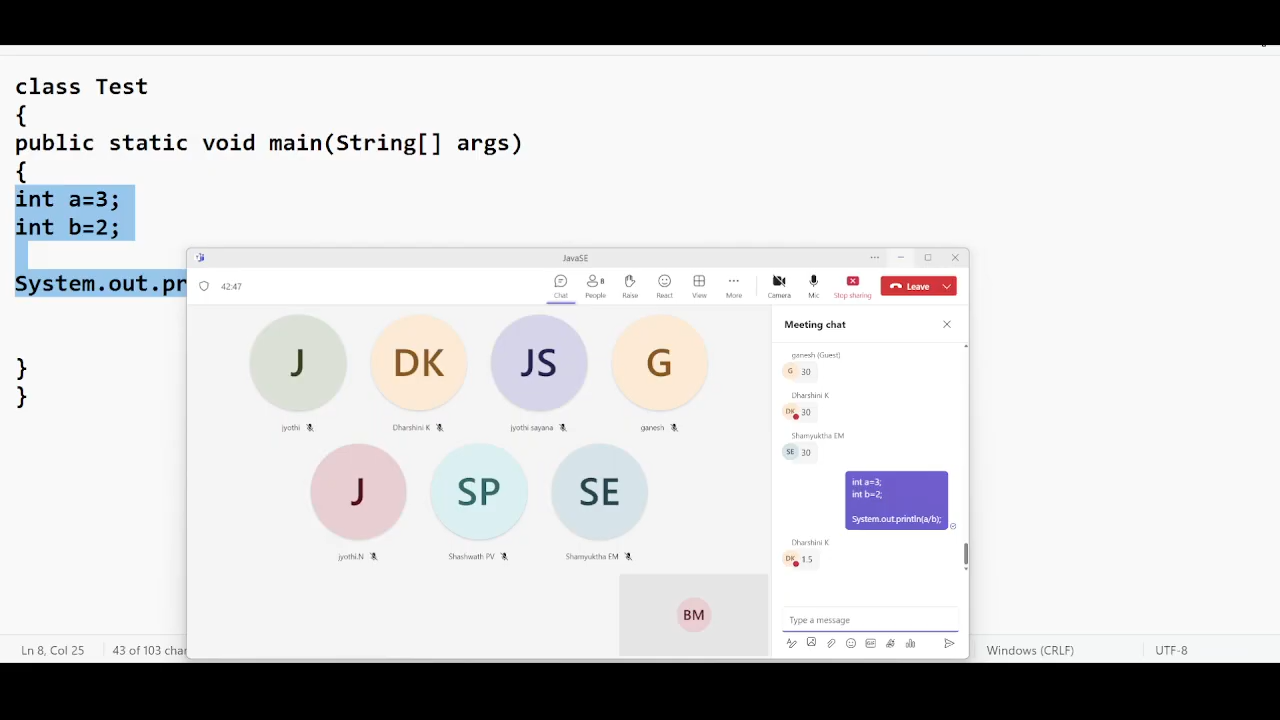 class Test
{
public static void main(String[] args)
{
int a=3;
int b=2;
System.out.pr
}
}
Ln 8, Col 25
43 of 103 char
Windows (CRLF)
UTF-8
JavaSE
42:47
Chat
People
8
Raise
React
View
More
Camera
Mic
Stop sharing
Leave
J
DK
JS
G
jyothi
Dharshini K
jyothi sayana
ganesh
J
SP
SE
jyothi.N
Shashwath PV
Shamyuktha EM
BM
Meeting chat
ganesh (Guest)
G
30
Dharshini K
DK
30
Shamyuktha EM
SE
30
int a=3;
int b=2;
System.out.println(a/b);
Dharshini K
DK
1.5
Type a message